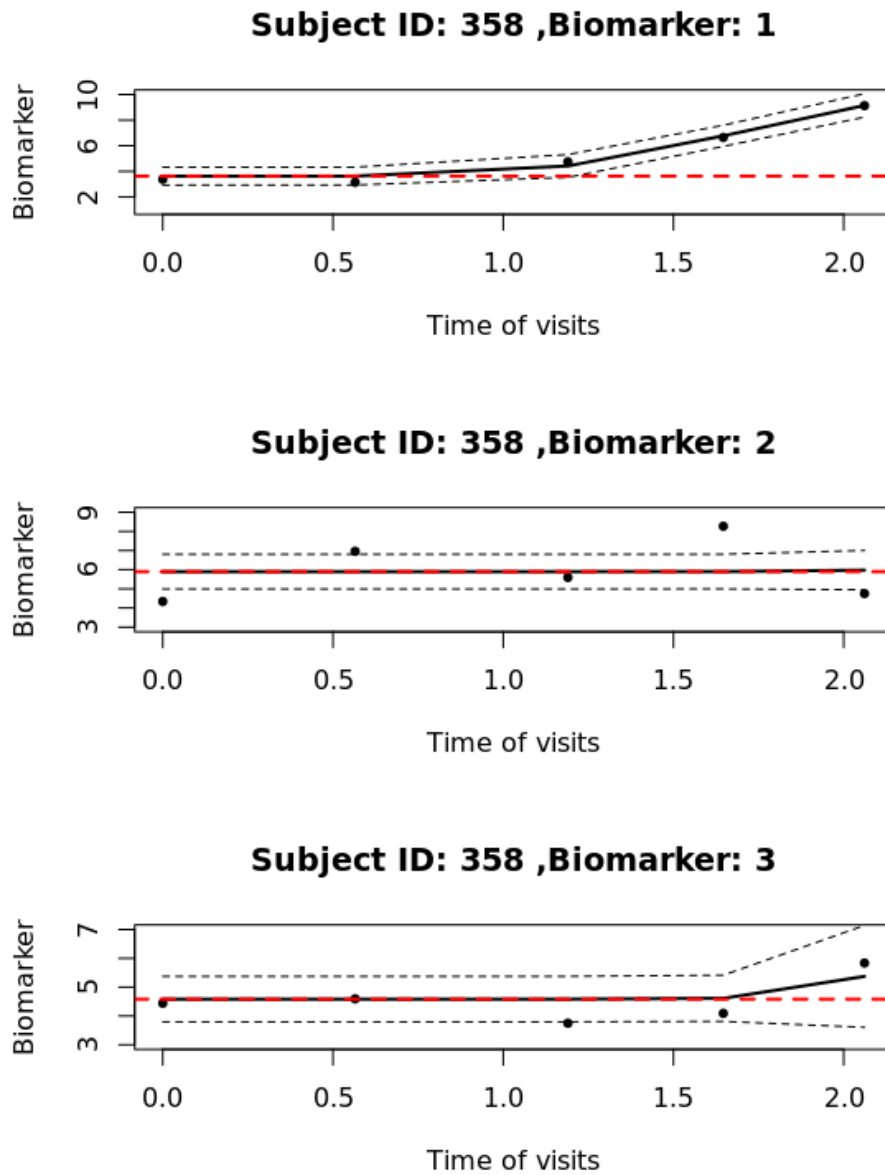 Subject ID: 358 ,Biomarker: 1
Biomarker
10
6
2
0.0 0.5 1.0 1.5 2.0
Time of visits
Subject ID: 358 ,Biomarker: 2
Biomarker
9
6
3
0.0 0.5 1.0 1.5 2.0
Time of visits
Subject ID: 358 ,Biomarker: 3
Biomarker
7
5
3
0.0 0.5 1.0 1.5 2.0
Time of visits